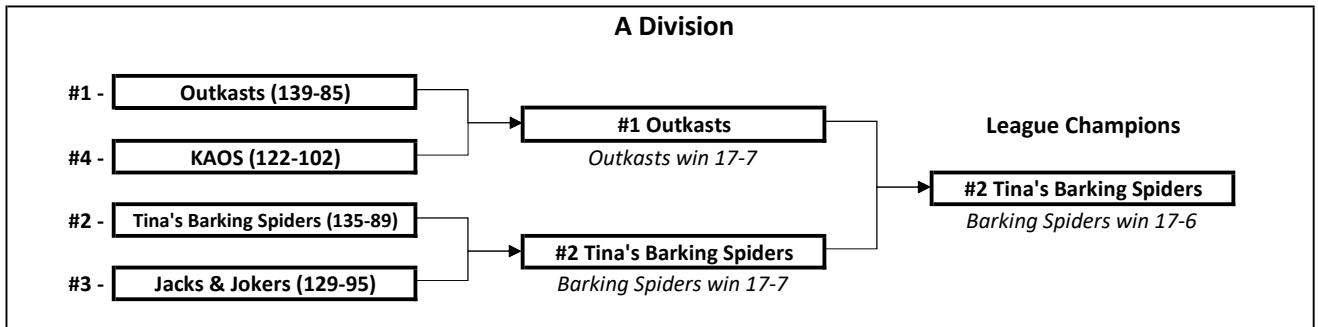 A Division
#1 - Outkasts (139-85)
#4 - KAOS (122-102)
#2 - Tina's Barking Spiders (135-89)
#3 - Jacks & Jokers (129-95)
#1 Outkasts
Outkasts win 17-7
#2 Tina's Barking Spiders
Barking Spiders win 17-7
League Champions
#2 Tina's Barking Spiders
Barking Spiders win 17-6